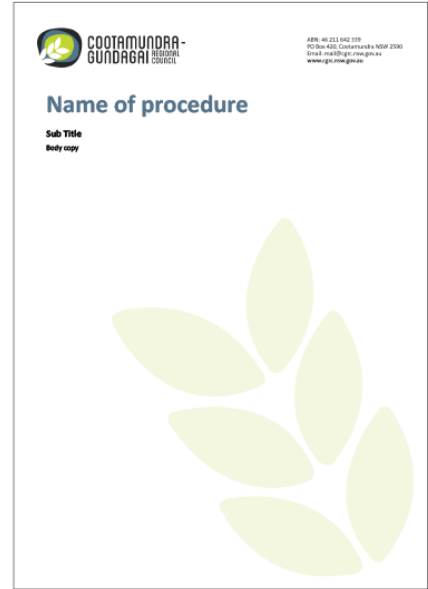 COOTAMUNDRA-
GUNDAGAI REGIONAL COUNCIL
ABN: 46 211 642 339
PO Box 420, Cootamundra NSW 2590
Email: mail@cgrc.nsw.gov.au
www.cgrc.nsw.gov.au
Name of procedure
Sub Title
Body copy